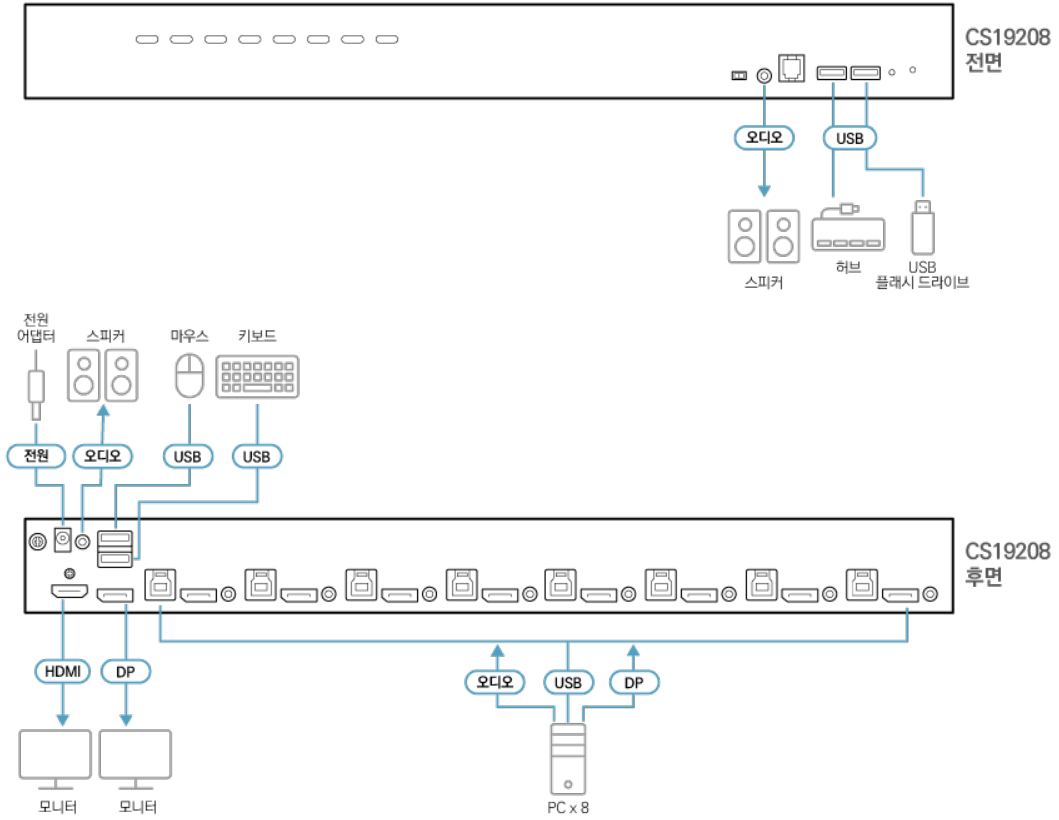 CS19208
전면
오디오
USB
스피커
허브
USB
플래시 드라이브
전원
어댑터
스피커
마우스
키보드
전원
오디오
USB
USB
CS19208
후면
HDMI
DP
오디오
USB
DP
모니터
모니터
PC x 8